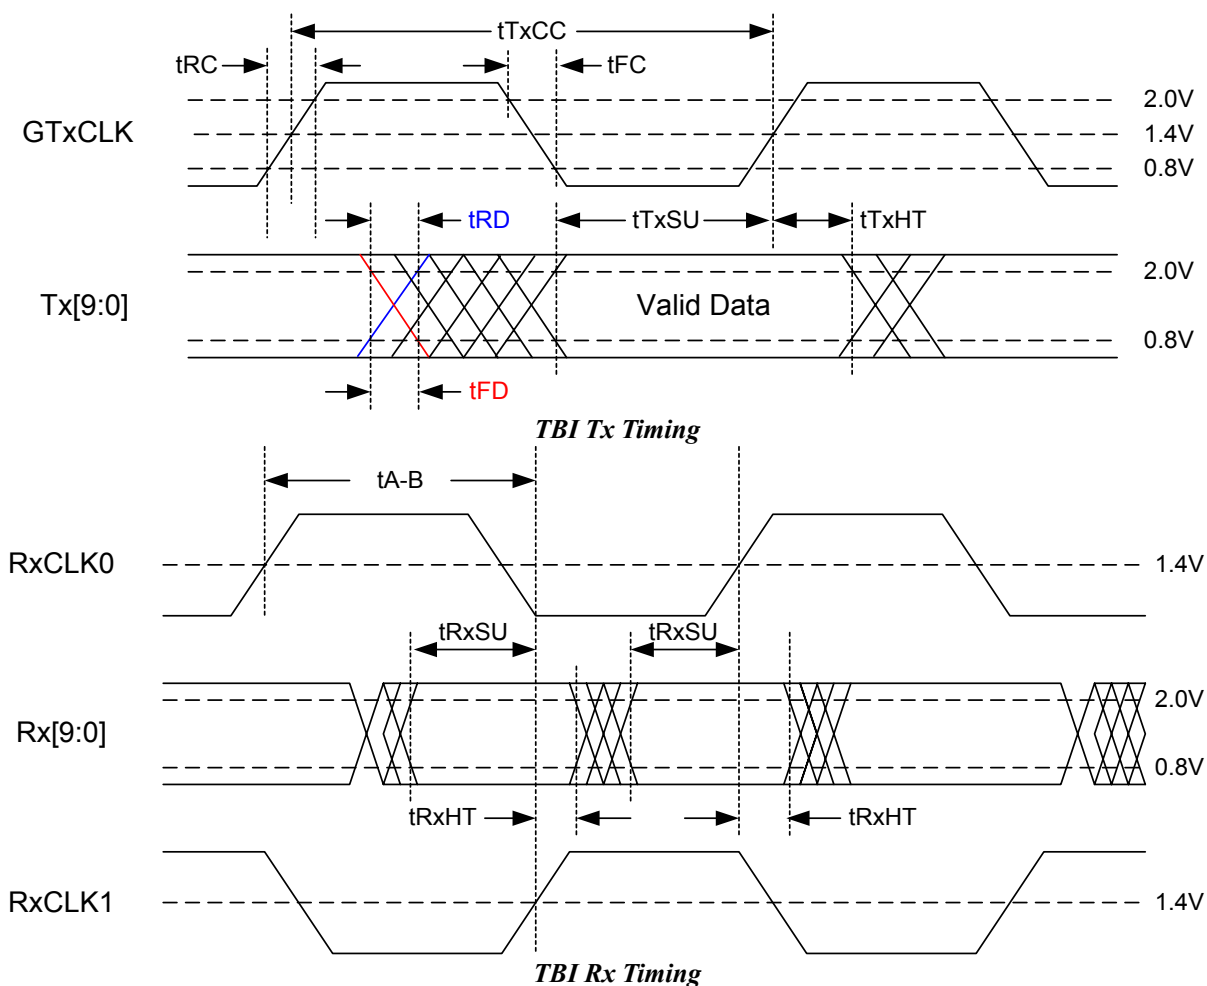 tTxCC
tRC
tFC
2.0V
GTxCLK
1.4V
0.8V
tRD
tTxSU
tTxHT
2.0V
Tx[9:0]
Valid Data
0.8V
tFD
TBI Tx Timing
tA-B
RxCLK0
1.4V
tRxSU
tRxSU
2.0V
Rx[9:0]
0.8V
tRxHT
tRxHT
RxCLK1
1.4V
TBI Rx Timing